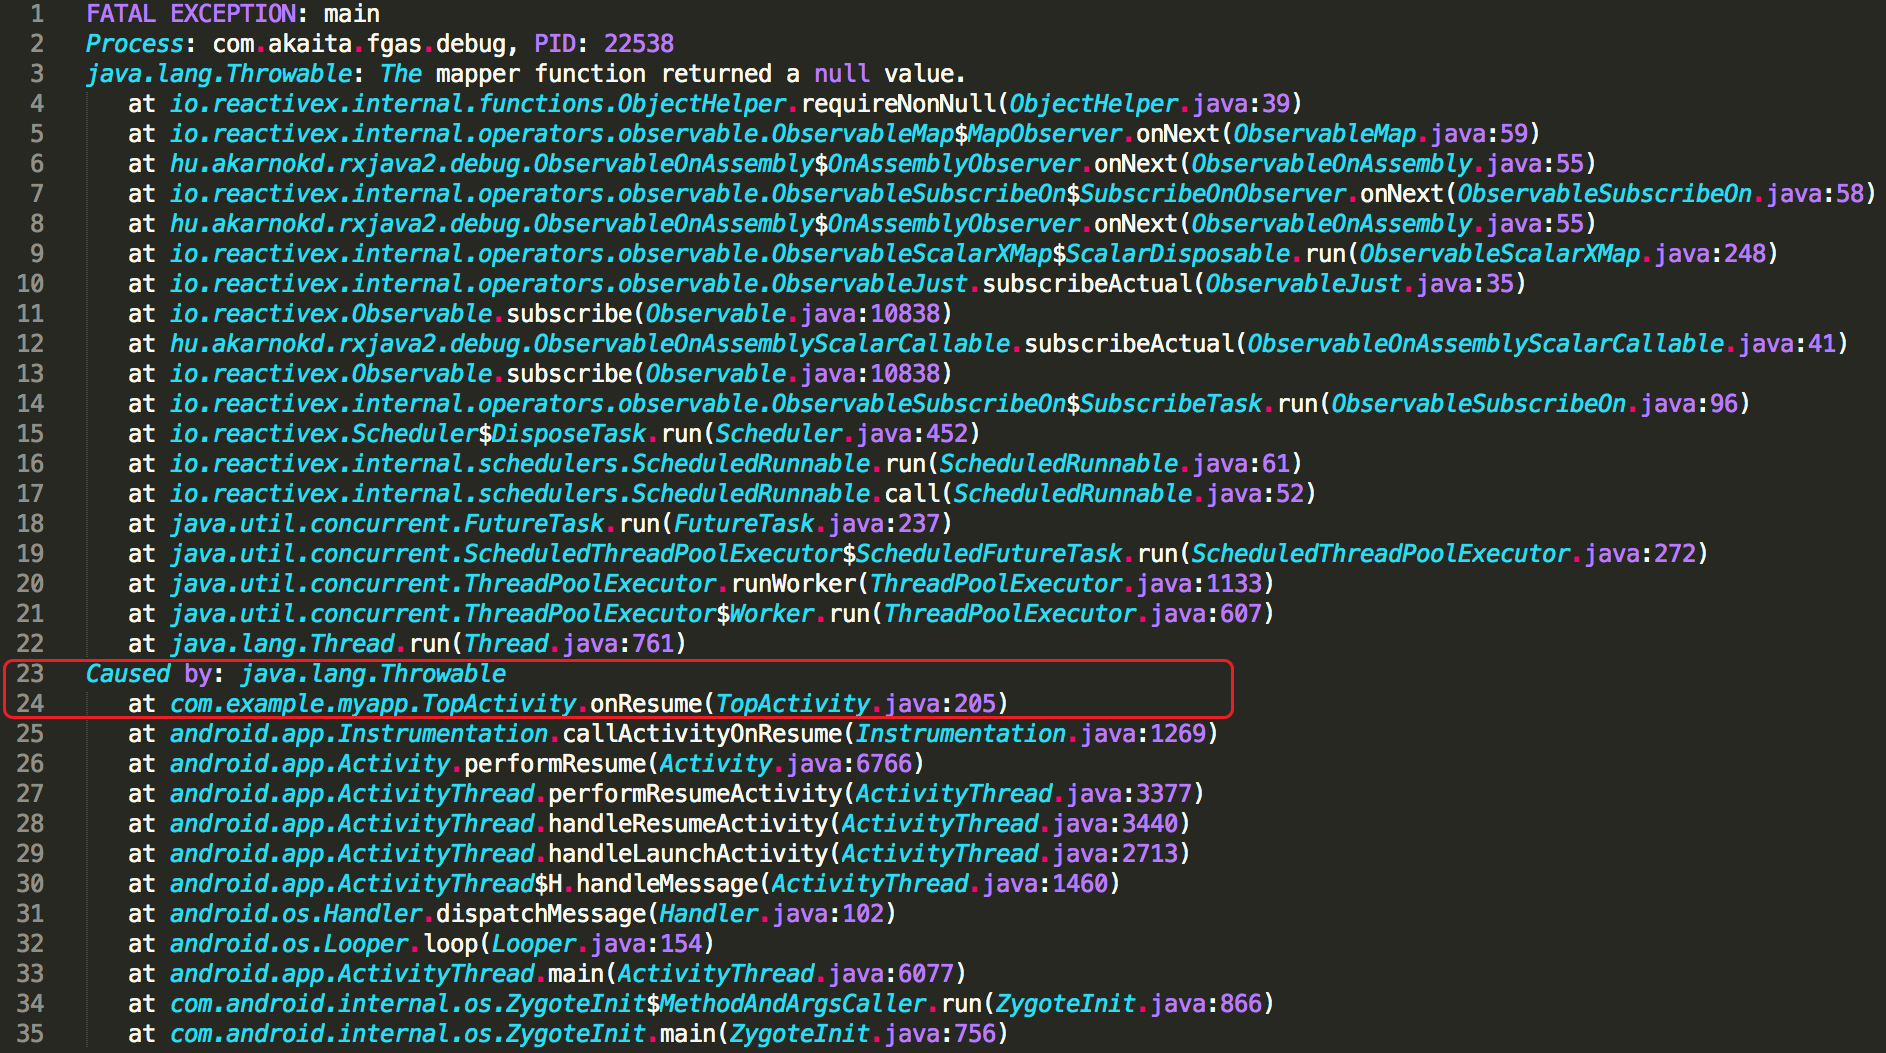 1 FATAL EXCEPTION: main
2 Process: com.akaita.fgas.debug, PID: 22538
3 java.lang.Throwable: The mapper function returned a null value.
4 at io.reactivex.internal.functions.ObjectHelper.requireNonNull(ObjectHelper.java:39)
5 at io.reactivex.internal.operators.observable.ObservableMap$MapObserver.onNext(ObservableMap.java:59)
6 at hu.akarnokd.rxjava2.debug.ObservableOnAssembly$OnAssemblyObserver.onNext(ObservableOnAssembly.java:55)
7 at io.reactivex.internal.operators.observable.ObservableSubscribeOn$SubscribeOnObserver.onNext(ObservableSubscribeOn.java:58)
8 at hu.akarnokd.rxjava2.debug.ObservableOnAssembly$OnAssemblyObserver.onNext(ObservableOnAssembly.java:55)
9 at io.reactivex.internal.operators.observable.ObservableScalarXMap$ScalarDisposable.run(ObservableScalarXMap.java:248)
10 at io.reactivex.internal.operators.observable.ObservableJust.subscribeActual(ObservableJust.java:35)
11 at io.reactivex.Observable.subscribe(Observable.java:10838)
12 at hu.akarnokd.rxjava2.debug.ObservableOnAssemblyScalarCallable.subscribeActual(ObservableOnAssemblyScalarCallable.java:41)
13 at io.reactivex.Observable.subscribe(Observable.java:10838)
14 at io.reactivex.internal.operators.observable.ObservableSubscribeOn$SubscribeTask.run(ObservableSubscribeOn.java:96)
15 at io.reactivex.Scheduler$DisposeTask.run(Scheduler.java:452)
16 at io.reactivex.internal.schedulers.ScheduledRunnable.run(ScheduledRunnable.java:61)
17 at io.reactivex.internal.schedulers.ScheduledRunnable.call(ScheduledRunnable.java:52)
18 at java.util.concurrent.FutureTask.run(FutureTask.java:237)
19 at java.util.concurrent.ScheduledThreadPoolExecutor$ScheduledFutureTask.run(ScheduledThreadPoolExecutor.java:272)
20 at java.util.concurrent.ThreadPoolExecutor.runWorker(ThreadPoolExecutor.java:1133)
21 at java.util.concurrent.ThreadPoolExecutor$Worker.run(ThreadPoolExecutor.java:607)
22 at java.lang.Thread.run(Thread.java:761)
23 Caused by: java.lang.Throwable
24 at com.example.myapp.TopActivity.onResume(TopActivity.java:205)
25 at android.app.Instrumentation.callActivityOnResume(Instrumentation.java:1269)
26 at android.app.Activity.performResume(Activity.java:6766)
27 at android.app.ActivityThread.performResumeActivity(ActivityThread.java:3377)
28 at android.app.ActivityThread.handleResumeActivity(ActivityThread.java:3440)
29 at android.app.ActivityThread.handleLaunchActivity(ActivityThread.java:2713)
30 at android.app.ActivityThread$H.handleMessage(ActivityThread.java:1460)
31 at android.os.Handler.dispatchMessage(Handler.java:102)
32 at android.os.Looper.loop(Looper.java:154)
33 at android.app.ActivityThread.main(ActivityThread.java:6077)
34 at com.android.internal.os.ZygoteInit$MethodAndArgsCaller.run(ZygoteInit.java:866)
35 at com.android.internal.os.ZygoteInit.main(ZygoteInit.java:756)